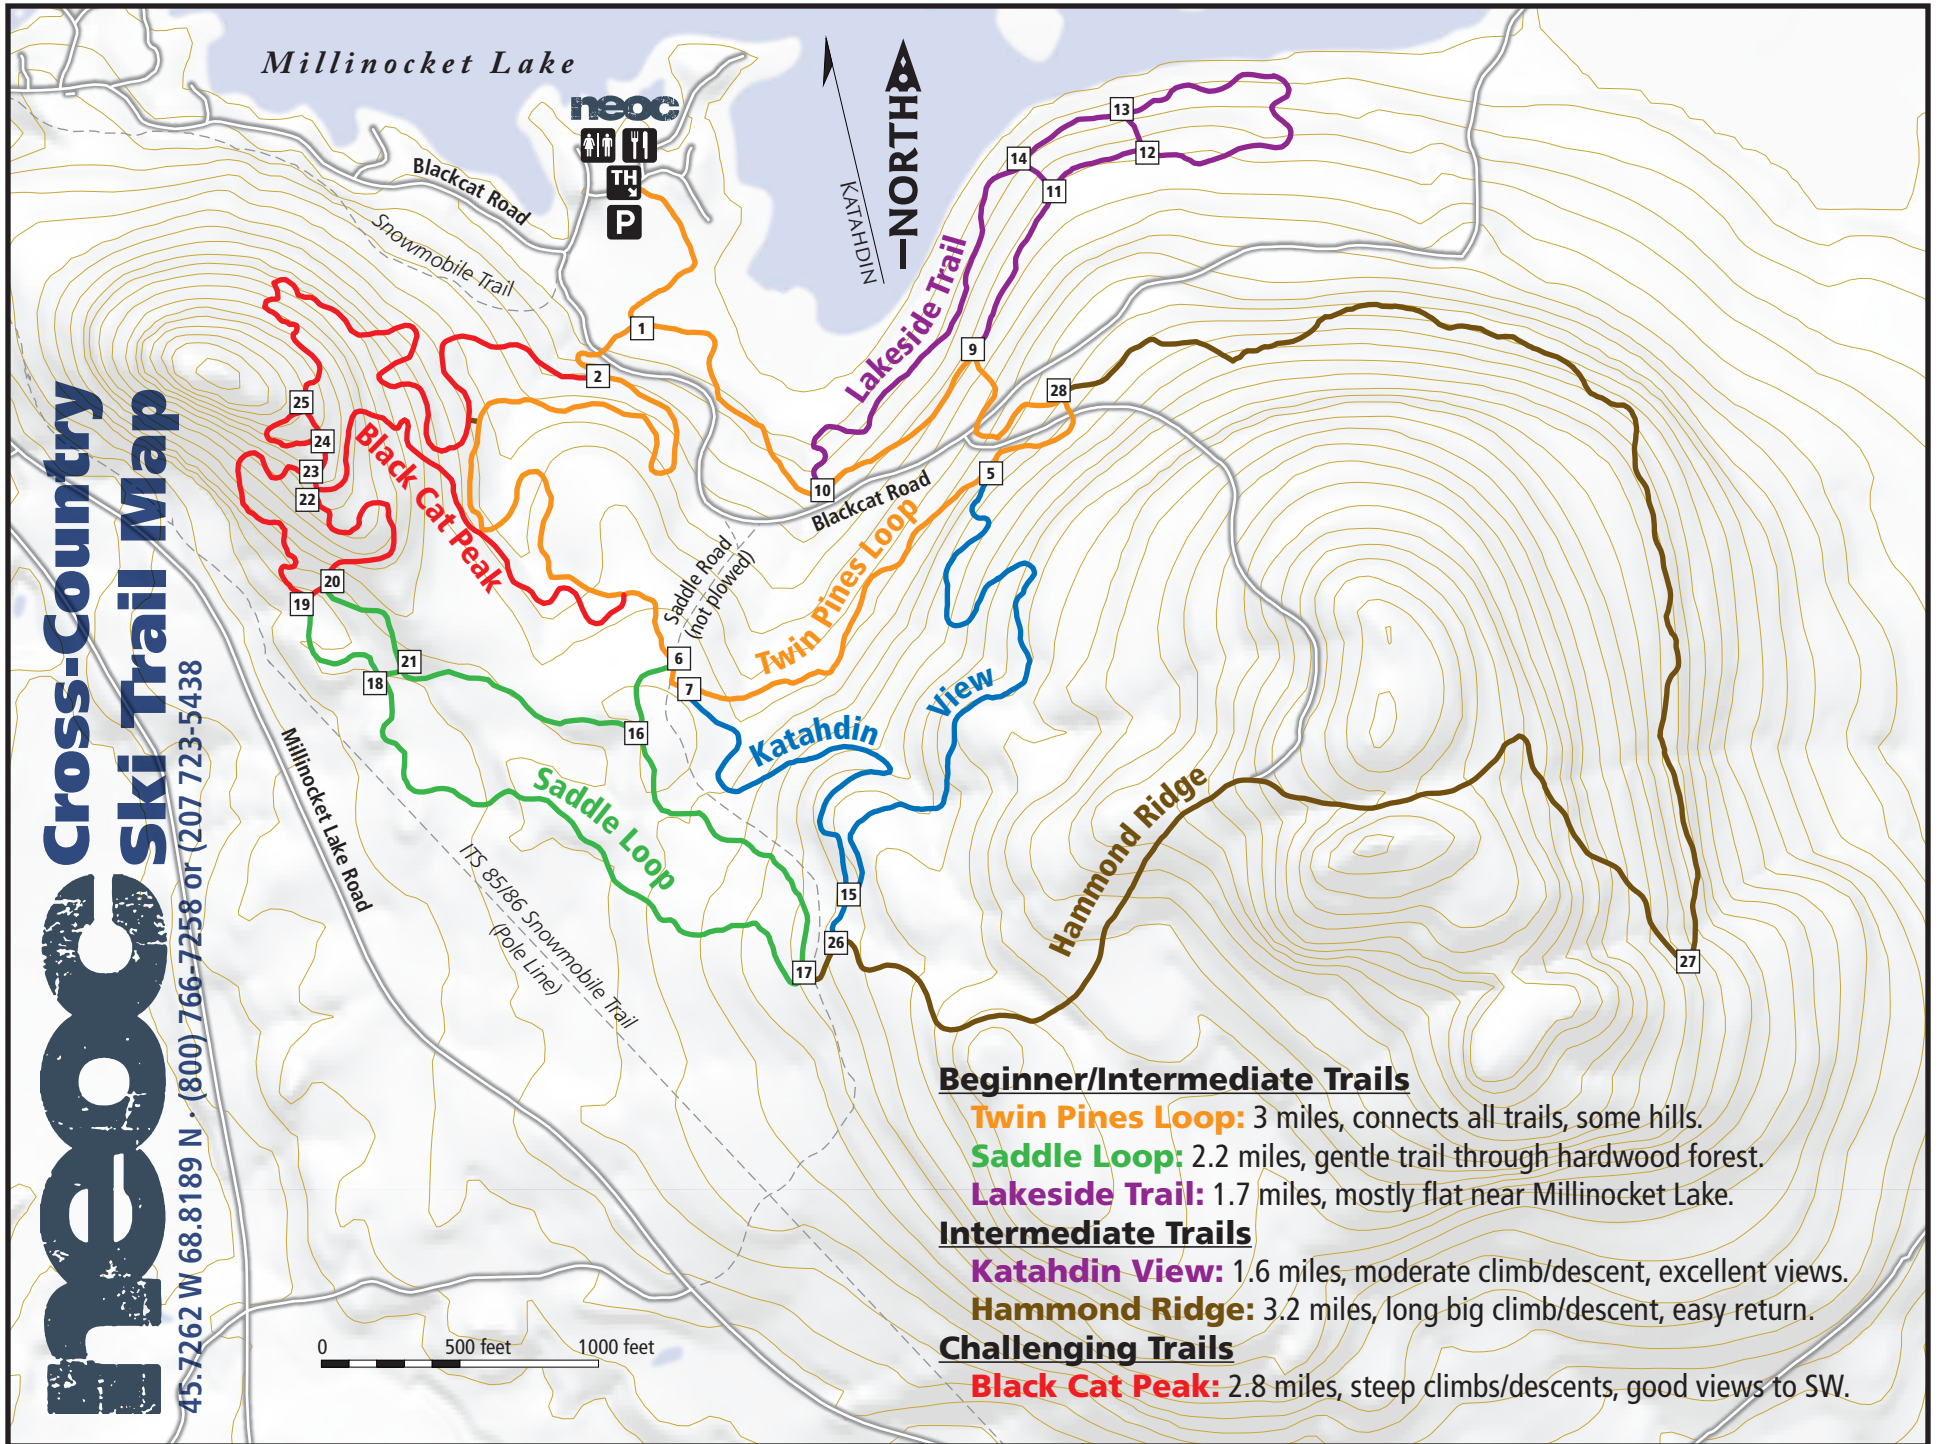 Millinocket Lake
neoc
TH
P
Blackcat Road
Snowmobile Trail
KATAHDIN
NORTH
13
12
14
11
Lakeside Trail
1
2
9
28
10
5
Blackcat Road
25
24
23
22
20
19
21
18
Black Cat Peak
Saddle Road
(not plowed)
Twin Pines Loop
6
7
16
Katahdin
View
Saddle Loop
Millinocket Lake Road
ITS 85/86 Snowmobile Trail
(Pole Line)
15
26
17
Hammond Ridge
27
neoc Cross-Country
Ski Trail Map
45.7262 W 68.8189 N · (800) 766-7258 or (207 723-5438
Beginner/Intermediate Trails
Twin Pines Loop: 3 miles, connects all trails, some hills.
Saddle Loop: 2.2 miles, gentle trail through hardwood forest.
Lakeside Trail: 1.7 miles, mostly flat near Millinocket Lake.
Intermediate Trails
Katahdin View: 1.6 miles, moderate climb/descent, excellent views.
Hammond Ridge: 3.2 miles, long big climb/descent, easy return.
Challenging Trails
Black Cat Peak: 2.8 miles, steep climbs/descents, good views to SW.
0 500 feet 1000 feet